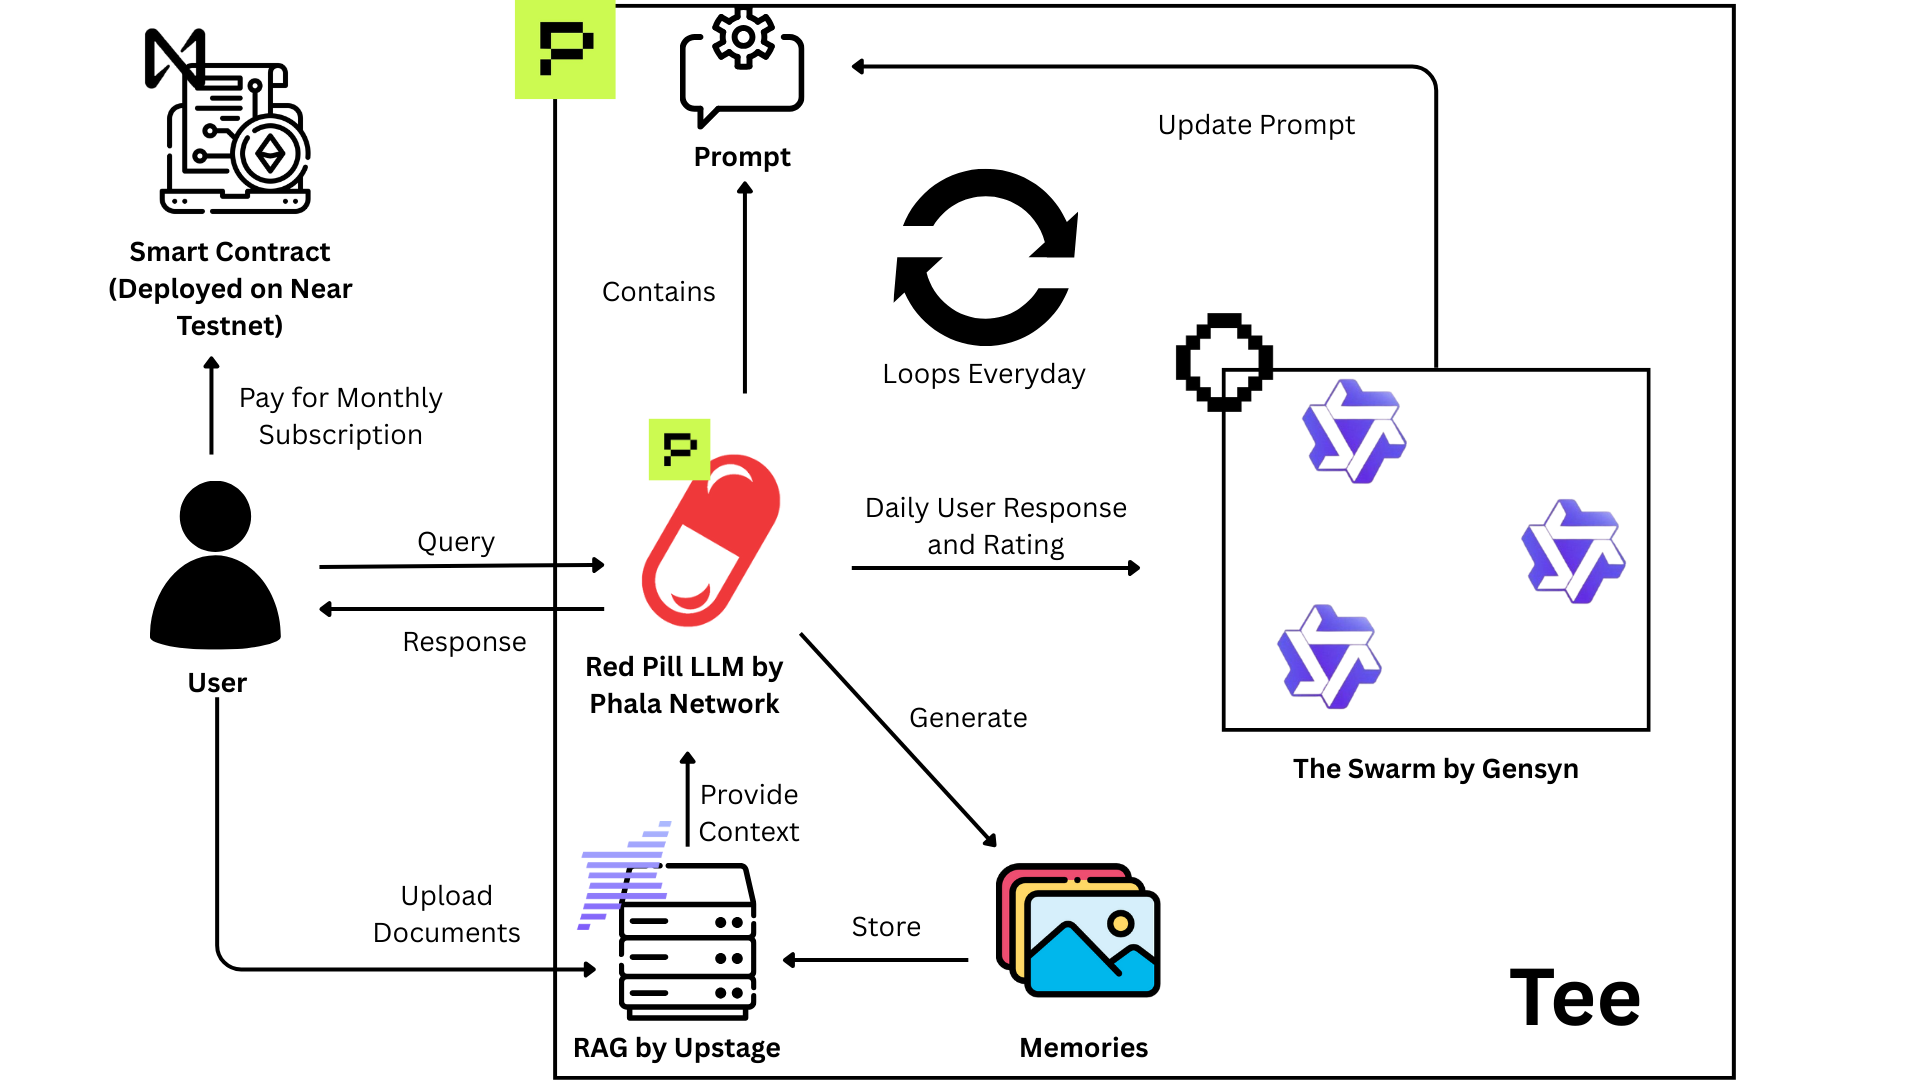 Prompt
Update Prompt
Smart Contract
(Deployed on Near
Testnet)
Contains
Loops Everyday
Pay for Monthly
Subscription
Daily User Response
and Rating
Query
Response
User
Red Pill LLM by
Phala Network
Generate
The Swarm by Gensyn
Provide
Context
Upload
Documents
Store
Tee
RAG by Upstage
Memories